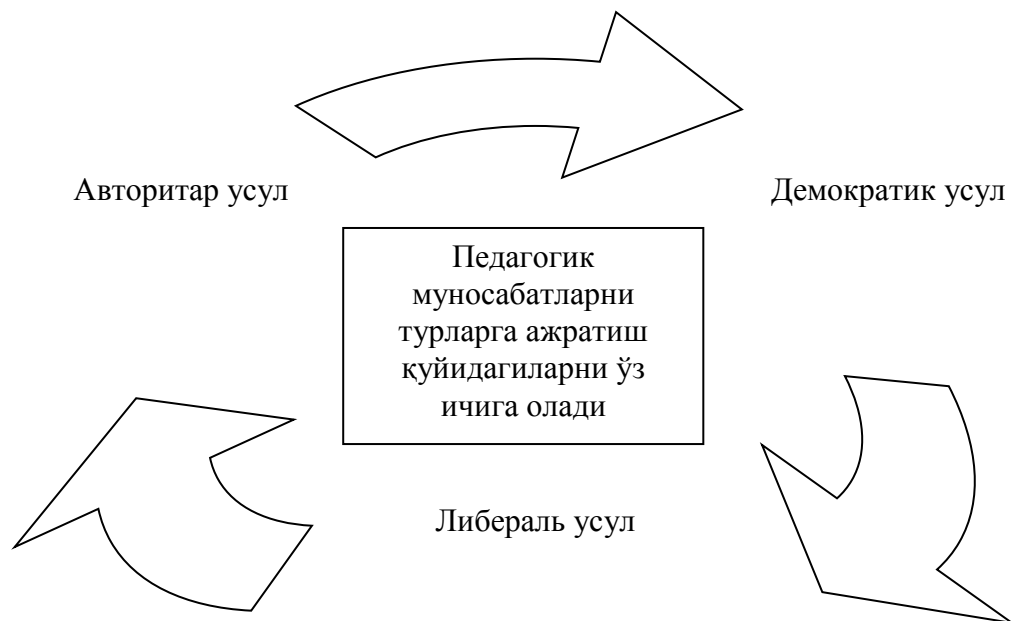 Авторитар усул
Демократик усул
Педагогик
муносабатларни
турларга ажратиш
қуйидагиларни ўз
ичига олади
Либераль усул